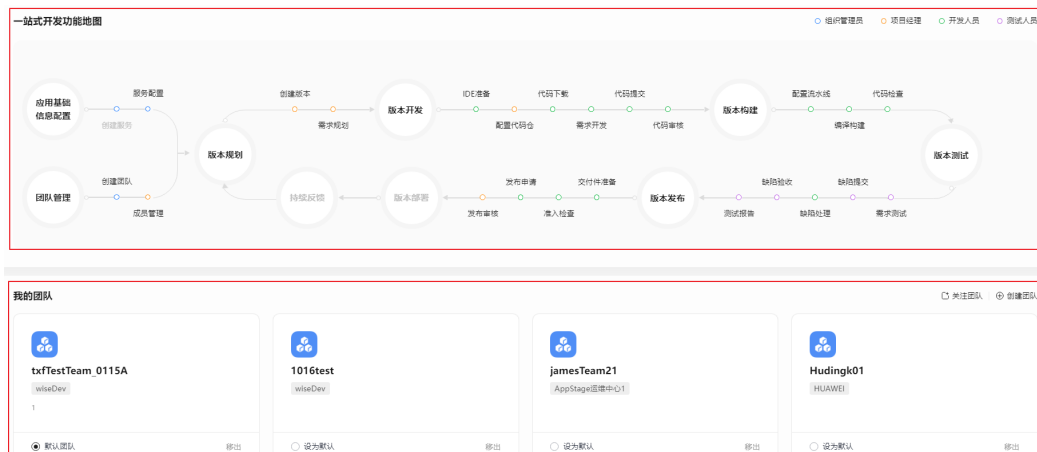 一站式开发功能地图
组织管理员 项目经理 开发人员 测试人员
服务配置 创建版本 IDE准备 代码下载 代码提交 配置流水线 代码检查
应用基础
信息配置
版本开发 版本构建
创建服务 需求规划 配置代码仓 需求开发 代码审核 编译构建
版本规划 版本测试
创建团队 发布申请 交付件准备 缺陷验收 缺陷提交
团队管理 持续反馈 版本部署 版本发布
成员管理 发布审核 准入检查 测试报告 缺陷处理 需求测试
我的团队 关注团队 创建团队
txfTestTeam_0115A 1016test jamesTeam21 Hudingk01
wiseDev wiseDev AppStage运维中心1 HUAWEI
1
默认团队 移出 设为默认 移出 设为默认 移出 设为默认 移出